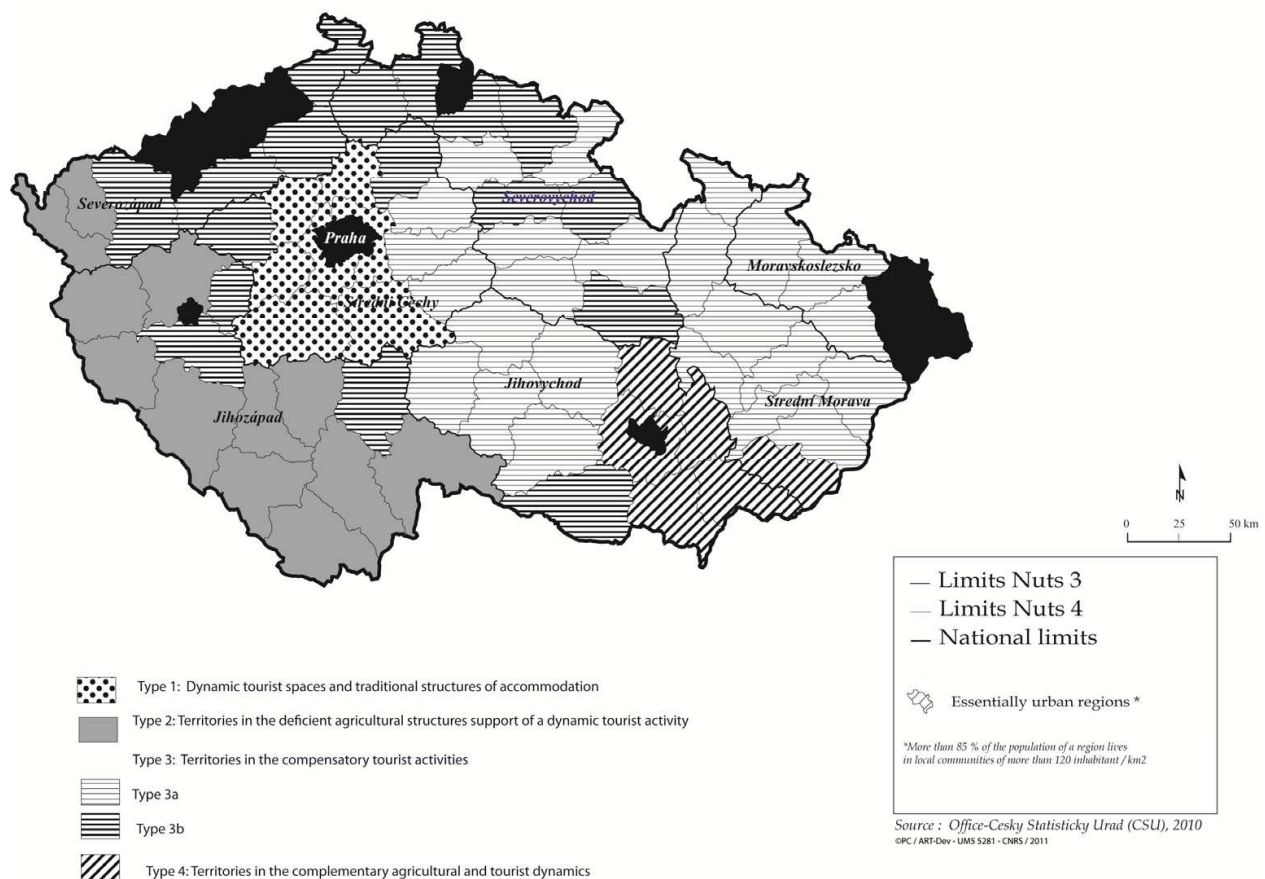 Severozápad
Severovýchod
Praha
Moravskoslezsko
Strední Cechy
Jihovychod
Strední Morava
Jihozápad
N
0 25 50 km
Limits Nuts 3
Limits Nuts 4
National limits
Essentially urban regions *
*More than 85 % of the population of a region lives
in local communities of more than 120 inhabitant / km2
Source : Office-Cesky Statisticky Urad (CSU), 2010
©PC / ART-Dev - UM5 5281 - CNRS / 2011
Type 1: Dynamic tourist spaces and traditional structures of accommodation
Type 2: Territories in the deficient agricultural structures support of a dynamic tourist activity
Type 3: Territories in the compensatory tourist activities
Type 3a
Type 3b
Type 4: Territories in the complementary agricultural and tourist dynamics